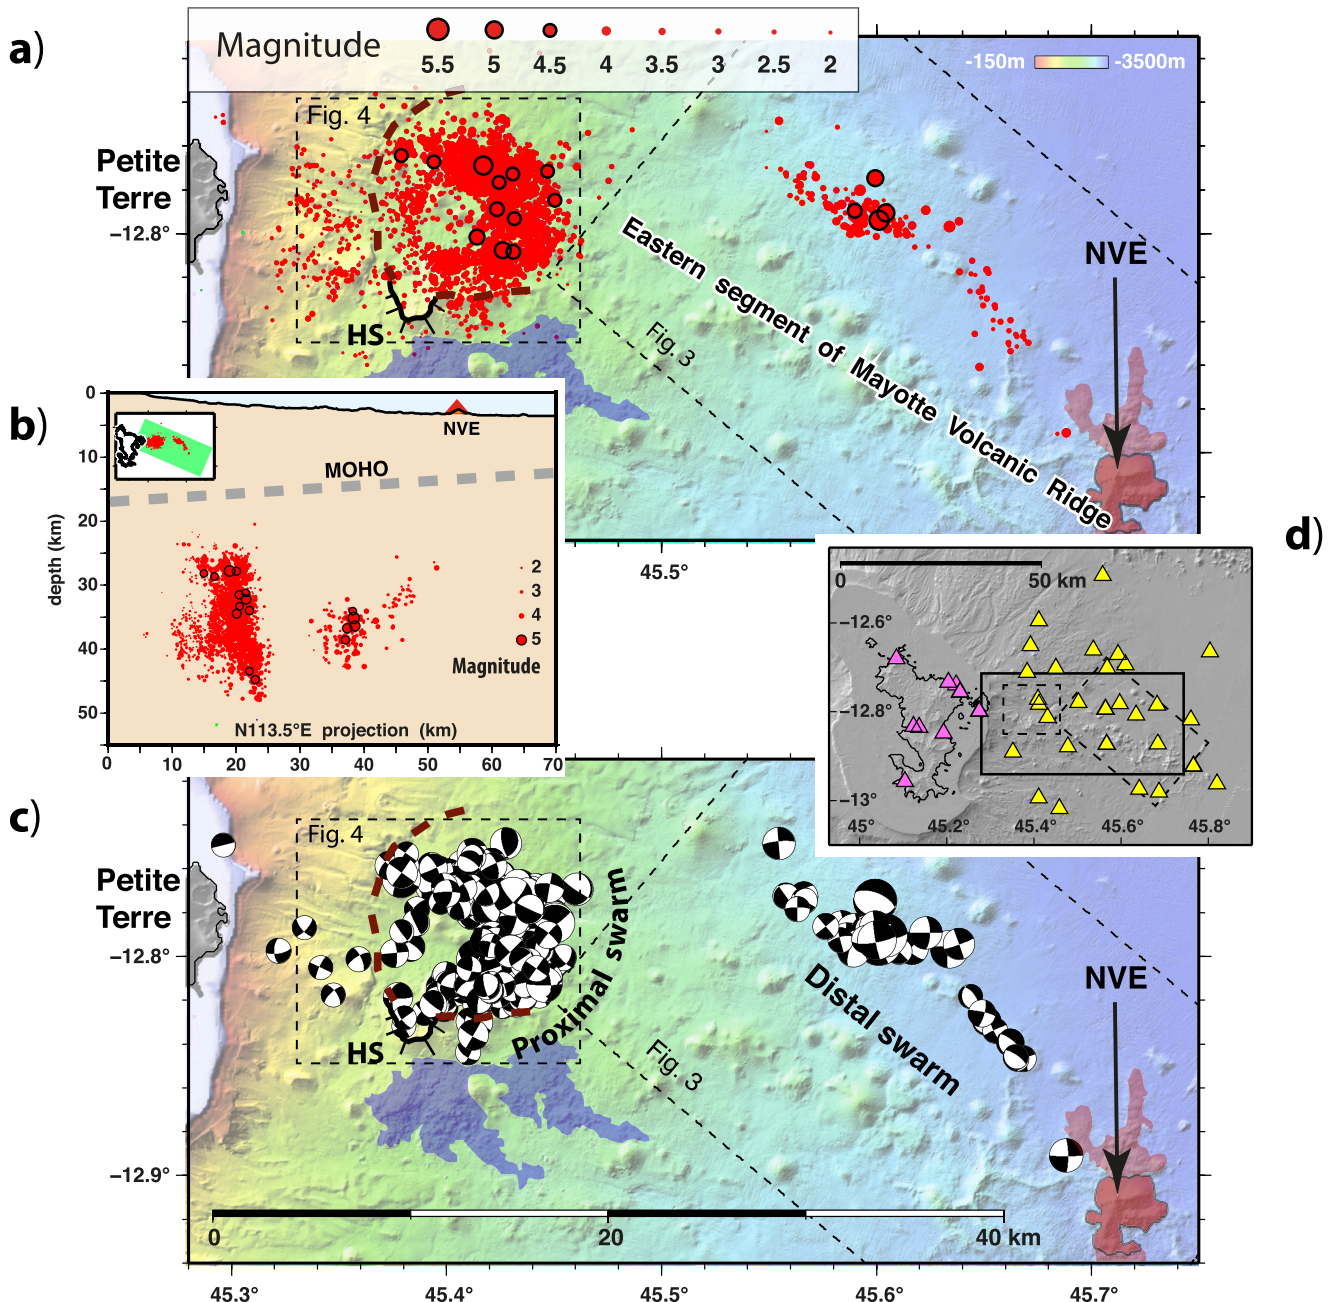 a)
Magnitude
5.5 5 4.5 4 3.5 3 2.5 2
-150m -3500m
Fig. 4
Petite
Terre
−12.8°
HS
Fig. 3
Eastern segment of Mayotte Volcanic Ridge
NVE
45.5°
b)
0
10
20
30
40
50
depth (km)
NVE
MOHO
2
3
4
5
Magnitude
N113.5°E projection (km)
0 10 20 30 40 50 60 70
d)
0 50 km
−12.6°
−12.8°
−13°
45° 45.2° 45.4° 45.6° 45.8°
c)
Fig. 4
Petite
Terre
−12.8°
HS
Proximal swarm
Fig. 3
Distal swarm
NVE
−12.9°
0 20 40 km
45.3° 45.4° 45.5° 45.6° 45.7°